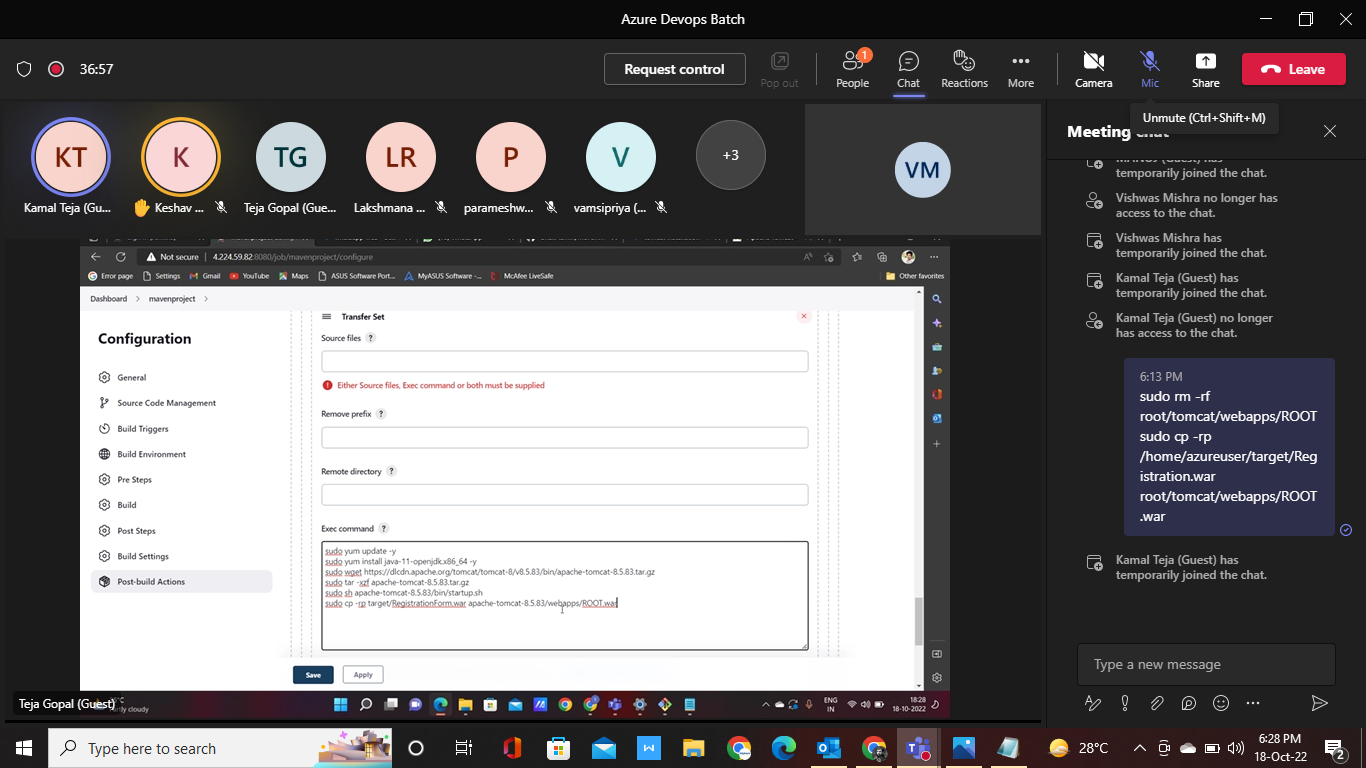 Azure Devops Batch
36:57
Request control
Pop out
People
1
Chat
Reactions
More
Camera
Mic
Share
Leave
Unmute (Ctrl+Shift+M)
KT
K
TG
LR
P
V
+3
VM
Kamal Teja (Gu...
Keshav ...
Teja Gopal (Gue...
Lakshmana ...
parameshw...
vamsipriya (...
Meeting chat
temporarily joined the chat.
Vishwas Mishra no longer has
access to the chat.
Vishwas Mishra has
temporarily joined the chat.
Kamal Teja (Guest) has
temporarily joined the chat.
Kamal Teja (Guest) no longer
has access to the chat.
6:13 PM
sudo rm -rf
root/tomcat/webapps/ROOT
sudo cp -rp
/home/azureuser/target/Reg
istration.war
root/tomcat/webapps/ROOT
.war
Kamal Teja (Guest) has
temporarily joined the chat.
Type a new message
Not secure
4.224.59.82:8080/job/mavenproject/configure
Error page
Settings
Gmail
YouTube
Maps
ASUS Software Port...
MyASUS Software -...
McAfee LiveSafe
Other favorites
Dashboard
mavenproject
Configuration
General
Source Code Management
Build Triggers
Build Environment
Pre Steps
Build
Post Steps
Build Settings
Post-build Actions
Transfer Set
Source files ?
Either Source files, Exec command or both must be supplied
Remove prefix ?
Remote directory ?
Exec command ?
sudo yum update -y
sudo yum install java-11-openjdk.x86_64 -y
sudo wget https://dlcdn.apache.org/tomcat/tomcat-8/v8.5.83/bin/apache-tomcat-8.5.83.tar.gz
sudo tar -xzf apache-tomcat-8.5.83.tar.gz
sudo sh apache-tomcat-8.5.83/bin/startup.sh
sudo cp -rp target/RegistrationForm.war apache-tomcat-8.5.83/webapps/ROOT.war
Save
Apply
Teja Gopal (Guest)
ENG
IN
18:28
18-10-2022
Type here to search
28°C
6:28 PM
18-Oct-22
2